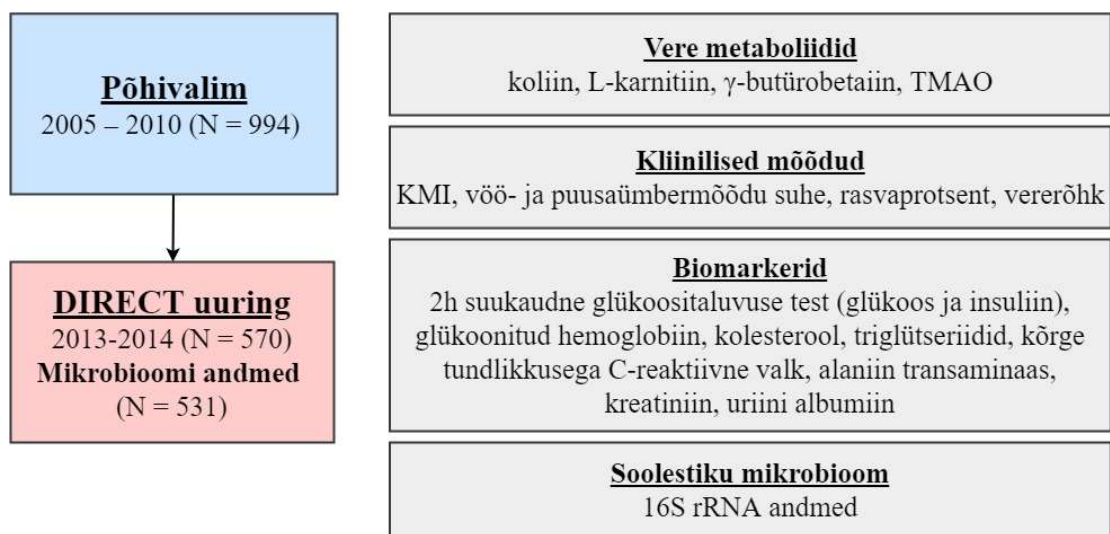 Põhivalim
2005 – 2010 (N = 994)
DIRECT uuring
2013-2014 (N = 570)
Mikrobioomi andmed
(N = 531)
Vere metaboliidid
koliin, L-karnitiin, γ-butürobetaiin, TMAO
Kliinilised mõõdud
KMI, vöö- ja puusaümbermõõdu suhe, rasvaprotsent, vererõhk
Biomarkerid
2h suukaudne glükoositaluvuse test (glükoos ja insuliin),
glükoonitud hemoglobiin, kolesterool, triglütseriidid, kõrge
tundlikkusega C-reaktiivne valk, alaniin transaminaas,
kreatiniin, uriini albumiin
Soolestiku mikrobioom
16S rRNA andmed